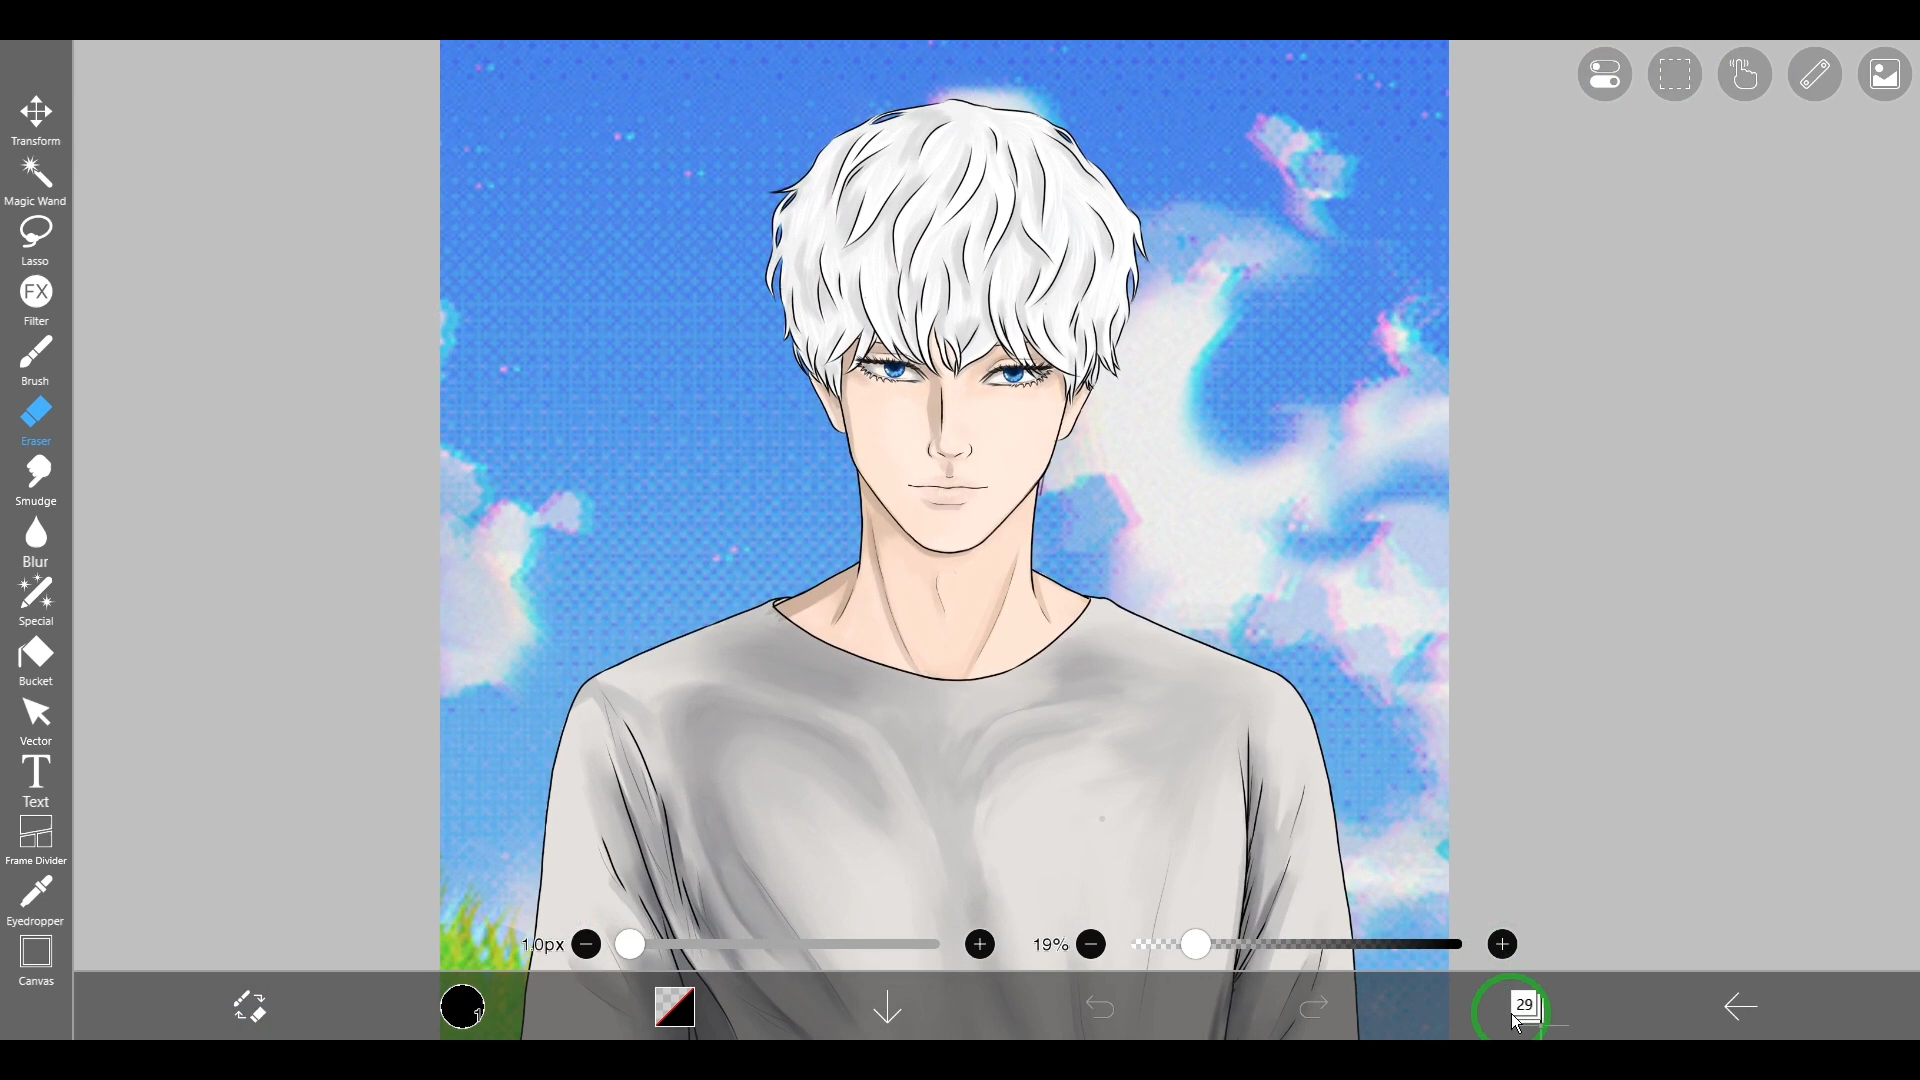 Transform
Magic Wand
Lasso
FX
Filter
Brush
Eraser
Smudge
Blur
Special
Bucket
Vector
T
Text
Frame Divider
Eyedropper
Canvas
1.0px
19%
1
29